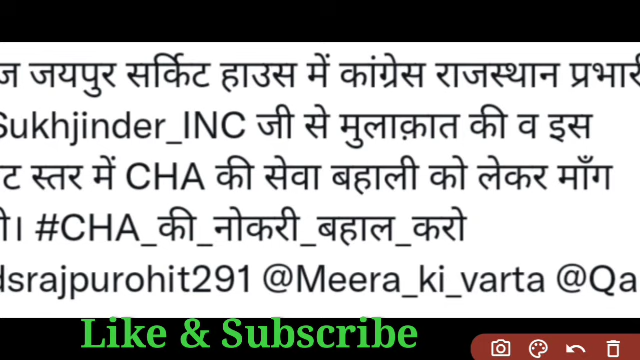 ज जयपुर सर्किट हाउस में कांग्रेस राजस्थान प्रभारी
Sukhjinder_INC जी से मुलाक़ात की व इस
ट स्तर में CHA की सेवा बहाली को लेकर माँग
ी। #CHA_की_नोकरी_बहाल_करो
dsrajpurohit291 @Meera_ki_varta @Qa
Like & Subscribe